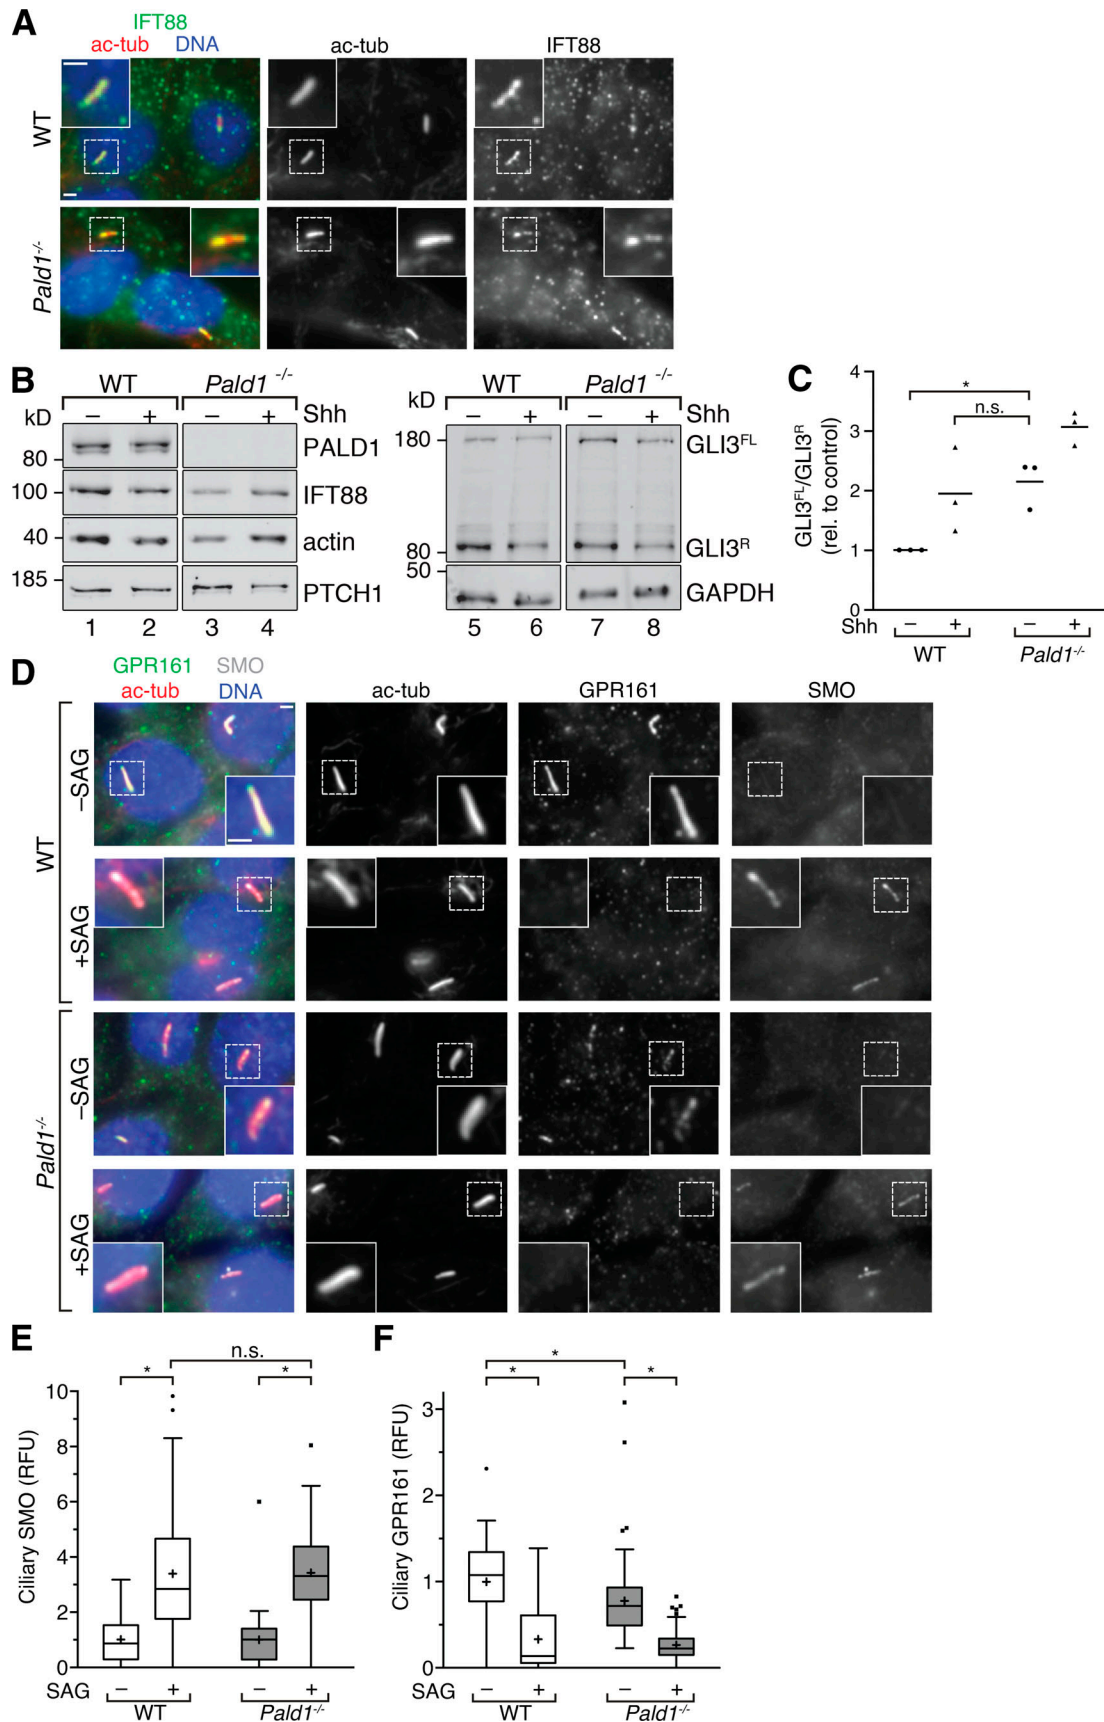 A
IFT88
ac-tub DNA
ac-tub
IFT88
WT
Pald1-/-
B
WT Pald1 -/-
kD – + – + Shh
80 PALD1
100 IFT88
40 actin
185 PTCH1
1 2 3 4
WT Pald1 -/-
kD – + – + Shh
180 GLI3FL
80 GLI3R
50 GAPDH
5 6 7 8
C
GLI3FL/GLI3R
(rel. to control)
4
3
2
1
0
*
n.s.
Shh – + – +
WT Pald1-/-
D
GPR161 SMO
ac-tub DNA
ac-tub
GPR161
SMO
WT
–SAG
+SAG
Pald1-/-
–SAG
+SAG
E
Ciliary SMO (RFU)
10
8
6
4
2
0
n.s.
* *
SAG – + – +
WT Pald1-/-
F
Ciliary GPR161 (RFU)
3
2
1
0
*
* *
SAG – + – +
WT Pald1-/-